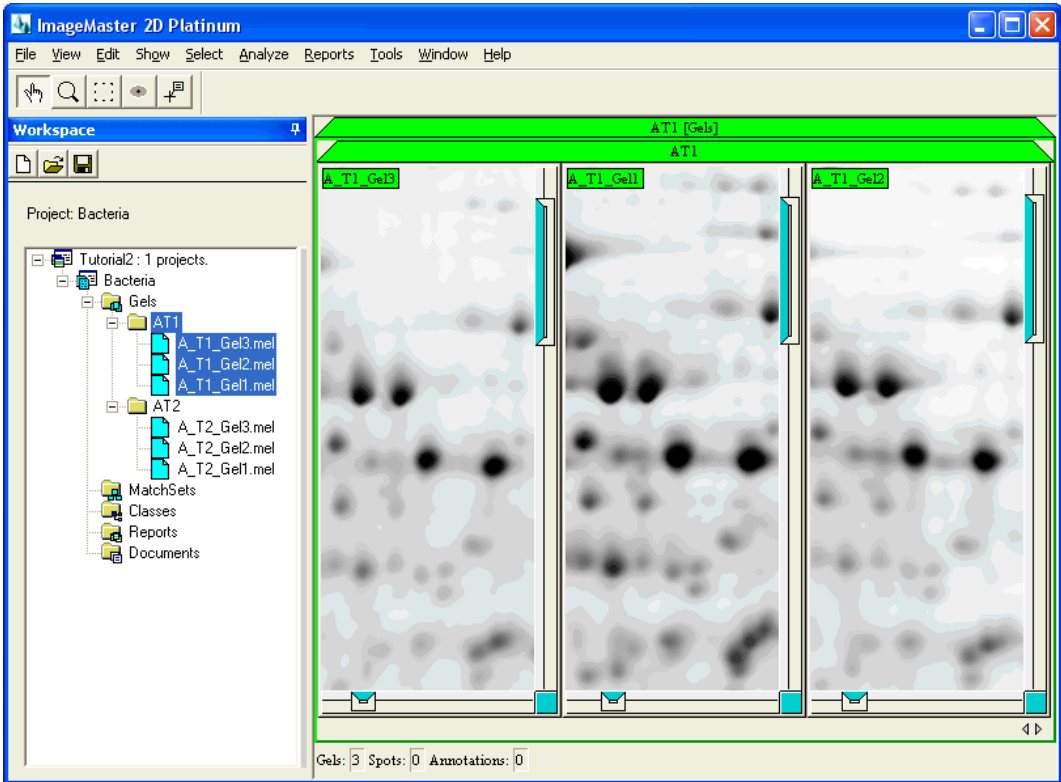 ImageMaster 2D Platinum
File View Edit Show Select Analyze Reports Tools Window Help
Workspace
Project: Bacteria
Tutorial2 : 1 projects.
Bacteria
Gels
AT1
A_T1_Gel3.mel
A_T1_Gel2.mel
A_T1_Gel1.mel
AT2
A_T2_Gel3.mel
A_T2_Gel2.mel
A_T2_Gel1.mel
MatchSets
Classes
Reports
Documents
AT1 [Gels]
AT1
A_T1_Gel3 A_T1_Gel1 A_T1_Gel2
Gels: 3 Spots: 0 Annotations: 0